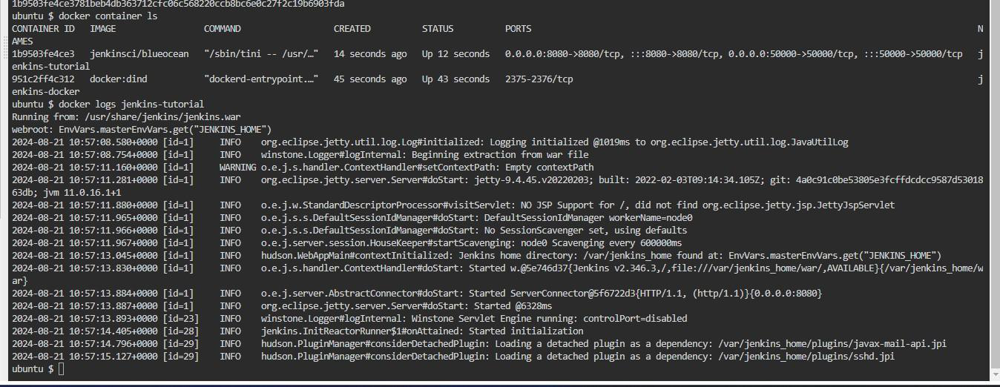 1b9503fe4ce3781beb4db363712cfc06c568220ccb8bc6e0c27f2c19b6903fda
ubuntu $ docker container ls
CONTAINER ID   IMAGE                 COMMAND                  CREATED          STATUS          PORTS                                                                                      N
AMES
1b9503fe4ce3   jenkinsci/blueocean   "/sbin/tini -- /usr/…"   14 seconds ago   Up 12 seconds   0.0.0.0:8080->8080/tcp, :::8080->8080/tcp, 0.0.0.0:50000->50000/tcp, :::50000->50000/tcp   j
enkins-tutorial
951c2ff4c312   docker:dind           "dockerd-entrypoint.…"   45 seconds ago   Up 43 seconds   2375-2376/tcp                                                                              j
enkins-docker
ubuntu $ docker logs jenkins-tutorial
Running from: /usr/share/jenkins/jenkins.war
webroot: EnvVars.masterEnvVars.get("JENKINS_HOME")
2024-08-21 10:57:08.580+0000 [id=1]     INFO    org.eclipse.jetty.util.log.Log#initialized: Logging initialized @1019ms to org.eclipse.jetty.util.log.JavaUtilLog
2024-08-21 10:57:08.754+0000 [id=1]     INFO    winstone.Logger#logInternal: Beginning extraction from war file
2024-08-21 10:57:11.160+0000 [id=1]     WARNING o.e.j.s.handler.ContextHandler#setContextPath: Empty contextPath
2024-08-21 10:57:11.281+0000 [id=1]     INFO    org.eclipse.jetty.server.Server#doStart: jetty-9.4.45.v20220203; built: 2022-02-03T09:14:34.105Z; git: 4a0c91c0be53805e3fcffdcdcc9587d53018
63db; jvm 11.0.16.1+1
2024-08-21 10:57:11.880+0000 [id=1]     INFO    o.e.j.w.StandardDescriptorProcessor#visitServlet: NO JSP Support for /, did not find org.eclipse.jetty.jsp.JettyJspServlet
2024-08-21 10:57:11.965+0000 [id=1]     INFO    o.e.j.s.s.DefaultSessionIdManager#doStart: DefaultSessionIdManager workerName=node0
2024-08-21 10:57:11.966+0000 [id=1]     INFO    o.e.j.s.s.DefaultSessionIdManager#doStart: No SessionScavenger set, using defaults
2024-08-21 10:57:11.967+0000 [id=1]     INFO    o.e.j.server.session.HouseKeeper#startScavenging: node0 Scavenging every 600000ms
2024-08-21 10:57:13.045+0000 [id=1]     INFO    hudson.WebAppMain#contextInitialized: Jenkins home directory: /var/jenkins_home found at: EnvVars.masterEnvVars.get("JENKINS_HOME")
2024-08-21 10:57:13.830+0000 [id=1]     INFO    o.e.j.s.handler.ContextHandler#doStart: Started w.@5e746d37{Jenkins v2.346.3,/,file:///var/jenkins_home/war/,AVAILABLE}{/var/jenkins_home/w
ar}
2024-08-21 10:57:13.884+0000 [id=1]     INFO    o.e.j.server.AbstractConnector#doStart: Started ServerConnector@5f6722d3{HTTP/1.1, (http/1.1)}{0.0.0.0:8080}
2024-08-21 10:57:13.887+0000 [id=1]     INFO    org.eclipse.jetty.server.Server#doStart: Started @6328ms
2024-08-21 10:57:13.893+0000 [id=23]    INFO    winstone.Logger#logInternal: Winstone Servlet Engine running: controlPort=disabled
2024-08-21 10:57:14.405+0000 [id=28]    INFO    jenkins.InitReactorRunner$1#onAttained: Started initialization
2024-08-21 10:57:14.796+0000 [id=29]    INFO    hudson.PluginManager#considerDetachedPlugin: Loading a detached plugin as a dependency: /var/jenkins_home/plugins/javax-mail-api.jpi
2024-08-21 10:57:15.127+0000 [id=29]    INFO    hudson.PluginManager#considerDetachedPlugin: Loading a detached plugin as a dependency: /var/jenkins_home/plugins/sshd.jpi
ubuntu $